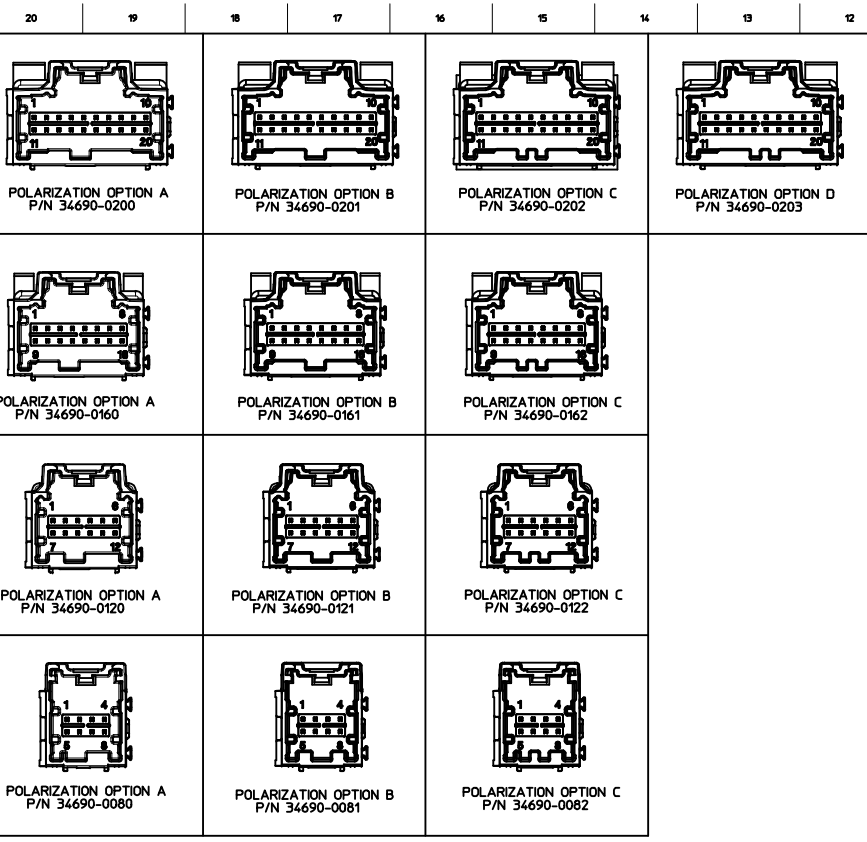 20 19 18 17 16 15 14 13 12
1 10
11 20
POLARIZATION OPTION A
P/N 34690-0200
1 10
11 20
POLARIZATION OPTION B
P/N 34690-0201
1 10
11 20
POLARIZATION OPTION C
P/N 34690-0202
1 10
11 20
POLARIZATION OPTION D
P/N 34690-0203
1 8
9 16
POLARIZATION OPTION A
P/N 34690-0160
1 8
9 16
POLARIZATION OPTION B
P/N 34690-0161
1 8
9 16
POLARIZATION OPTION C
P/N 34690-0162
1 6
7 12
POLARIZATION OPTION A
P/N 34690-0120
1 6
7 12
POLARIZATION OPTION B
P/N 34690-0121
1 6
7 12
POLARIZATION OPTION C
P/N 34690-0122
1 4
5 8
POLARIZATION OPTION A
P/N 34690-0080
1 4
5 8
POLARIZATION OPTION B
P/N 34690-0081
1 4
5 8
POLARIZATION OPTION C
P/N 34690-0082